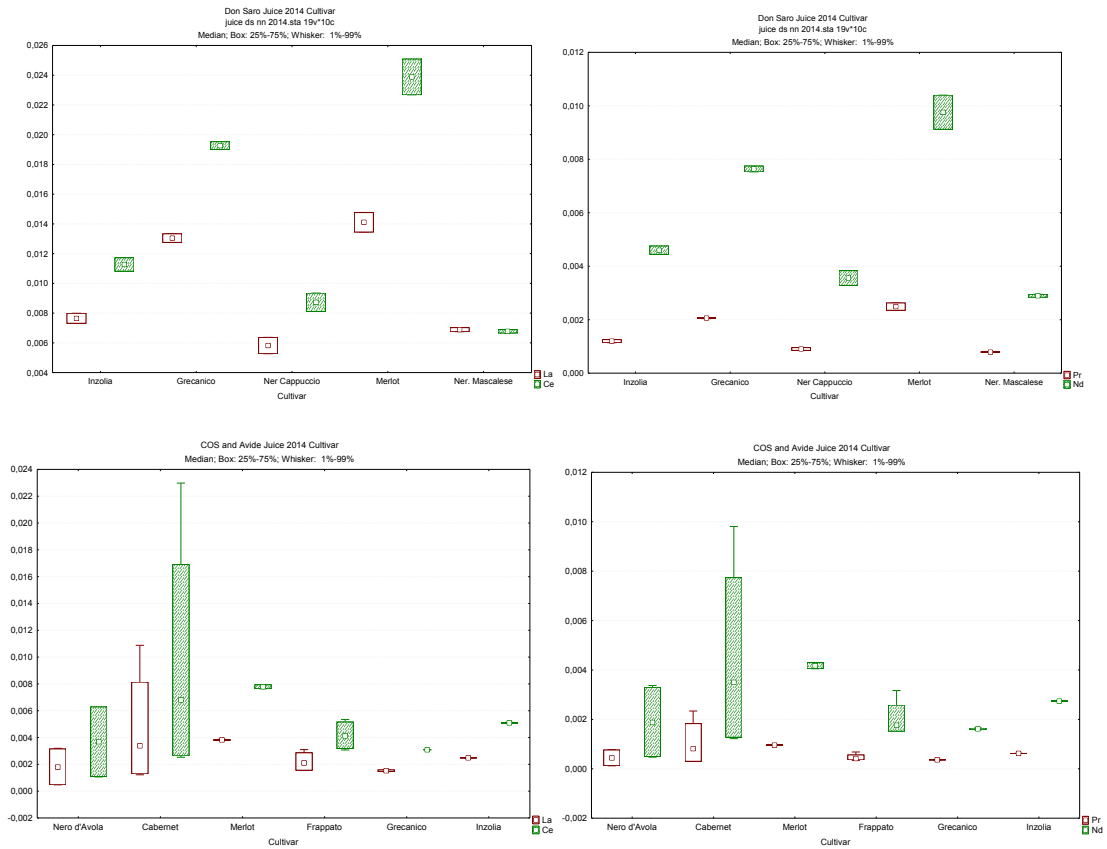 Don Saro Juice 2014 Cultivar
juice ds nn 2014.sta 19v*10c
Median; Box: 25%-75%; Whisker: 1%-99%
0,026
0,024
0,022
0,020
0,018
0,016
0,014
0,012
0,010
0,008
0,006
0,004
Inzolia Grecanico Ner Cappuccio Merlot Ner. Mascalese
Cultivar
La
Ce
Don Saro Juice 2014 Cultivar
juice ds nn 2014.sta 19v*10c
Median; Box: 25%-75%; Whisker: 1%-99%
0,012
0,010
0,008
0,006
0,004
0,002
0,000
Inzolia Grecanico Ner Cappuccio Merlot Ner. Mascalese
Cultivar
Pr
Nd
COS and Avide Juice 2014 Cultivar
Median; Box: 25%-75%; Whisker: 1%-99%
0,024
0,022
0,020
0,018
0,016
0,014
0,012
0,010
0,008
0,006
0,004
0,002
0,000
-0,002
Nero d'Avola Cabernet Merlot Frappato Grecanico Inzolia
Cultivar
La
Ce
COS and Avide Juice 2014 Cultivar
Median; Box: 25%-75%; Whisker: 1%-99%
0,012
0,010
0,008
0,006
0,004
0,002
0,000
-0,002
Nero d'Avola Cabernet Merlot Frappato Grecanico Inzolia
Cultivar
Pr
Nd